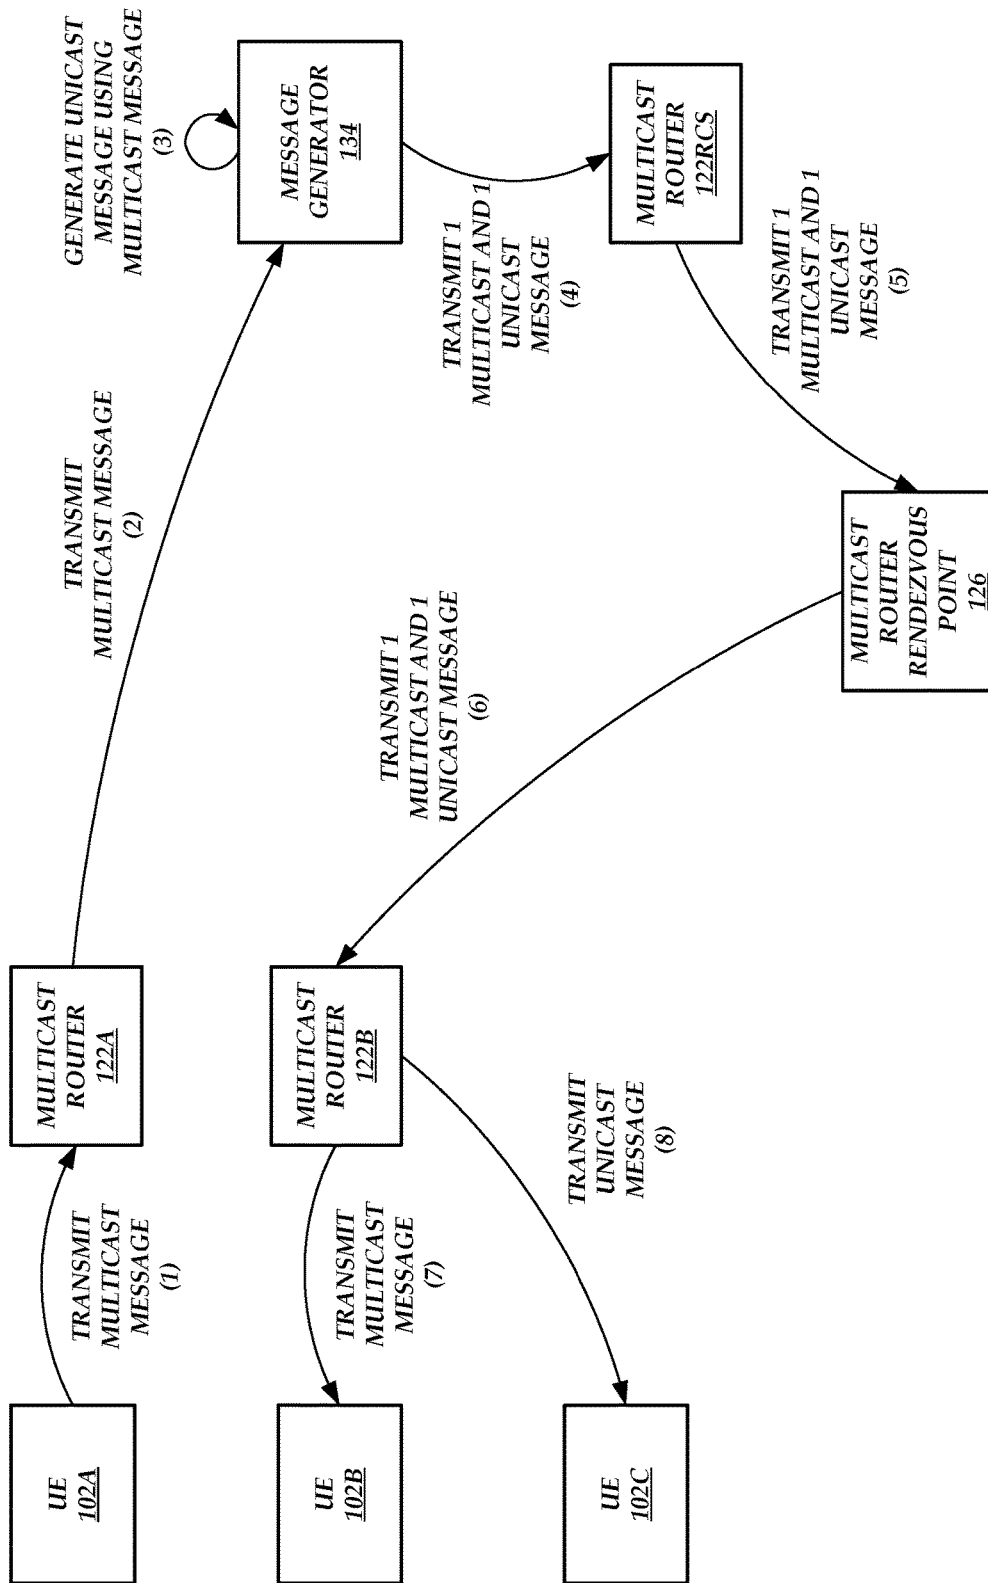 UE
102A
TRANSMIT
MULTICAST
MESSAGE
(1)
MULTICAST
ROUTER
122A
TRANSMIT
MULTICAST MESSAGE
(2)
GENERATE UNICAST
MESSAGE USING
MULTICAST MESSAGE
(3)
MESSAGE
GENERATOR
134
TRANSMIT 1
MULTICAST AND 1
UNICAST
MESSAGE
(4)
MULTICAST
ROUTER
122RCS
TRANSMIT 1
MULTICAST AND 1
UNICAST
MESSAGE
(5)
MULTICAST
ROUTER
RENDEZVOUS
POINT
126
TRANSMIT 1
MULTICAST AND 1
UNICAST MESSAGE
(6)
MULTICAST
ROUTER
122B
TRANSMIT
MULTICAST
MESSAGE
(7)
UE
102B
TRANSMIT
UNICAST
MESSAGE
(8)
UE
102C